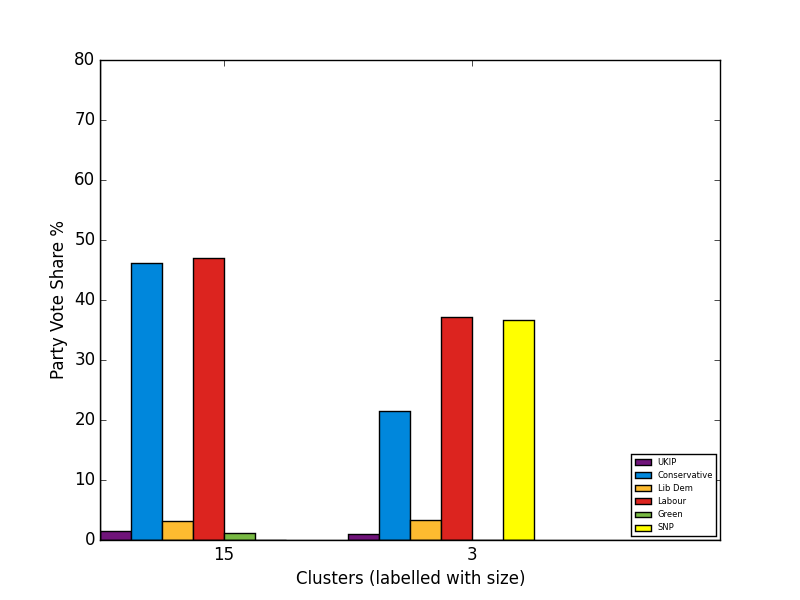 80
70
60
50
40
30
20
10
0
Party Vote Share %
15
3
Clusters (labelled with size)
UKIP
Conservative
Lib Dem
Labour
Green
SNP